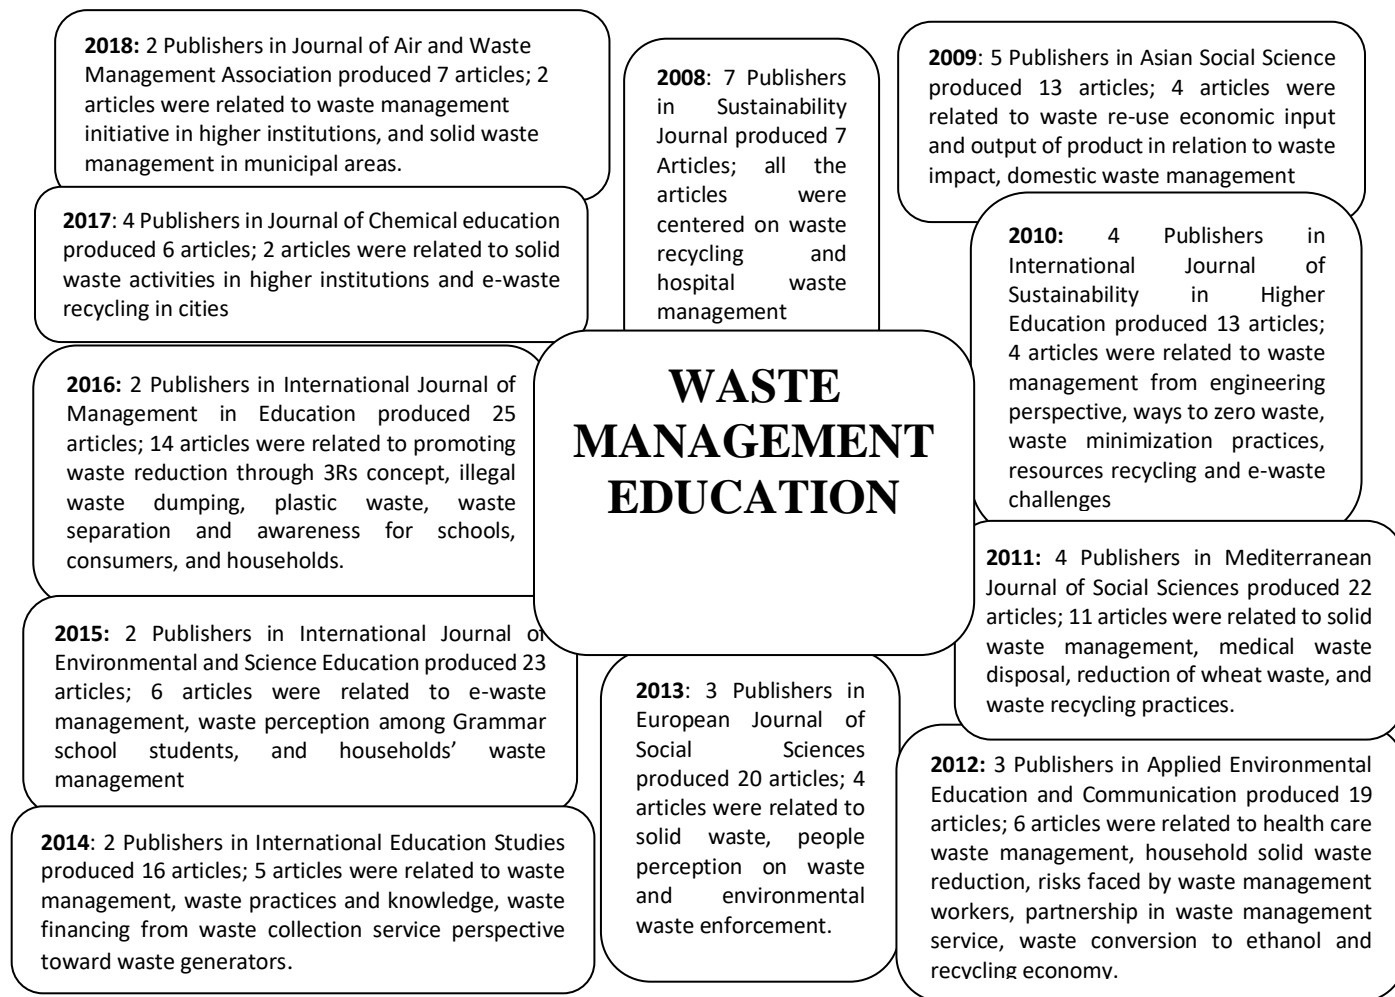 2018: 2 Publishers in Journal of Air and Waste
Management Association produced 7 articles; 2
articles were related to waste management
initiative in higher institutions, and solid waste
management in municipal areas.
2008: 7 Publishers
in Sustainability
Journal produced 7
Articles; all the
articles were
centered on waste
recycling and
hospital waste
management
2009: 5 Publishers in Asian Social Science
produced 13 articles; 4 articles were
related to waste re-use economic input
and output of product in relation to waste
impact, domestic waste management
2017: 4 Publishers in Journal of Chemical education
produced 6 articles; 2 articles were related to solid
waste activities in higher institutions and e-waste
recycling in cities
2010: 4 Publishers in
International Journal of
Sustainability in Higher
Education produced 13 articles;
4 articles were related to waste
management from engineering
perspective, ways to zero waste,
waste minimization practices,
resources recycling and e-waste
challenges
2016: 2 Publishers in International Journal of
Management in Education produced 25
articles; 14 articles were related to promoting
waste reduction through 3Rs concept, illegal
waste dumping, plastic waste, waste
separation and awareness for schools,
consumers, and households.
WASTE
MANAGEMENT
EDUCATION
2011: 4 Publishers in Mediterranean
Journal of Social Sciences produced 22
articles; 11 articles were related to solid
waste management, medical waste
disposal, reduction of wheat waste, and
waste recycling practices.
2015: 2 Publishers in International Journal of
Environmental and Science Education produced 23
articles; 6 articles were related to e-waste
management, waste perception among Grammar
school students, and households’ waste
management
2013: 3 Publishers in
European Journal of
Social Sciences
produced 20 articles; 4
articles were related to
solid waste, people
perception on waste
and environmental
waste enforcement.
2012: 3 Publishers in Applied Environmental
Education and Communication produced 19
articles; 6 articles were related to health care
waste management, household solid waste
reduction, risks faced by waste management
workers, partnership in waste management
service, waste conversion to ethanol and
recycling economy.
2014: 2 Publishers in International Education Studies
produced 16 articles; 5 articles were related to waste
management, waste practices and knowledge, waste
financing from waste collection service perspective
toward waste generators.